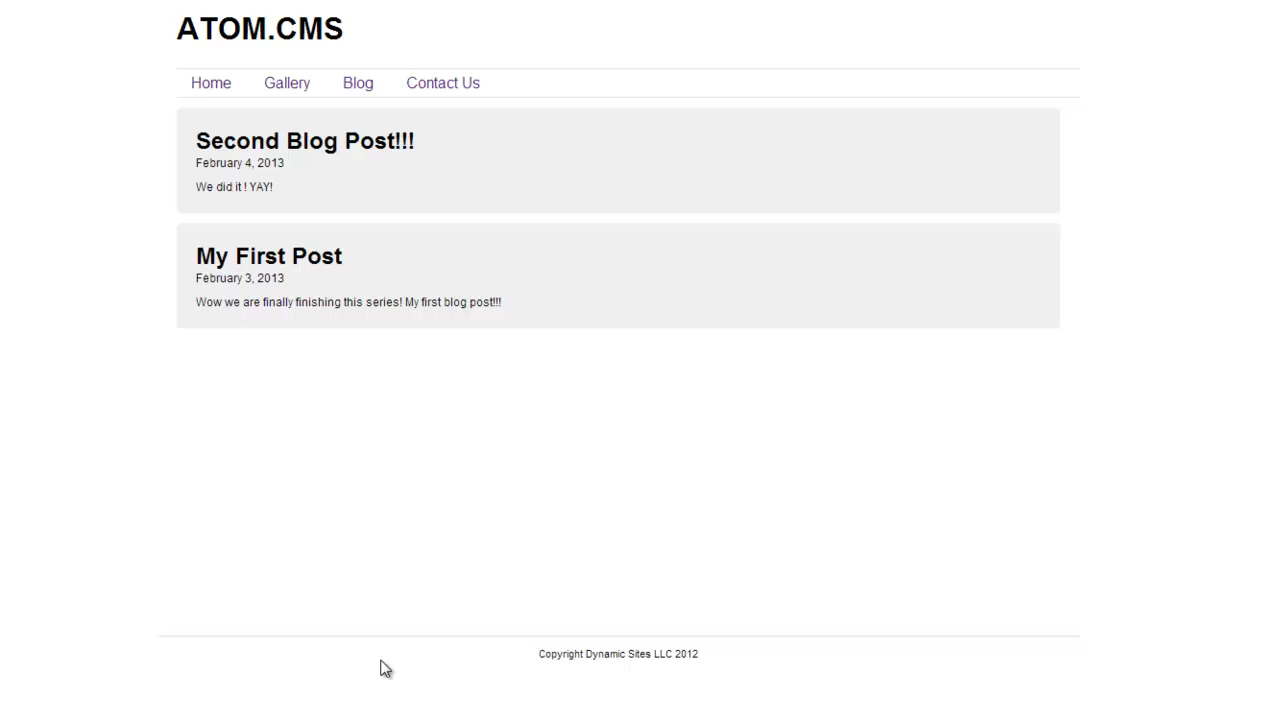 ATOM.CMS
Home Gallery Blog Contact Us
Second Blog Post!!!
February 4, 2013
We did it ! YAY!
My First Post
February 3, 2013
Wow we are finally finishing this series! My first blog post!!!
Copyright Dynamic Sites LLC 2012